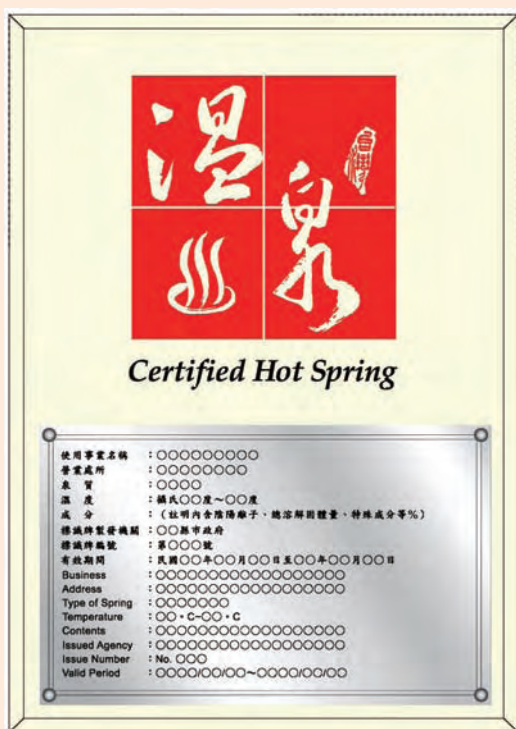 溫泉
台灣
Certified Hot Spring
使用事業名稱 :○○○○○○○○○
營業處所 :○○○○○○○○
泉質 :○○○○
溫度 :攝氏○○度～○○度
成分 :(註明內含陰陽離子、總溶解固體量、特殊成分等%)
標識牌製發機關 :○○縣市政府
標識牌編號 :第○○○號
有效期間 :民國○○年○○月○○日至○○年○○月○○日
Business :○○○○○○○○○○○○○○○○○○
Address :○○○○○○○○○○○○○○○○○○
Type of Spring :○○○○○○○
Temperature :○○·C-○○·C
Contents :○○○○○○○○○○○○○○○○○○
Issued Agency :○○○○○○○○○○○○○○○○○○
Issue Number :No. ○○○
Valid Period :○○○○/○○/○○～○○○○/○○/○○